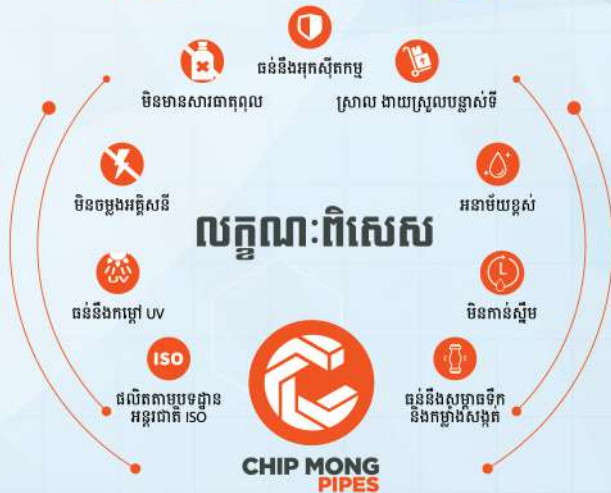 ធន់នឹងអុកស៊ីតកម្ម
មិនមានសារធាតុពុល
ស្រាល ងាយស្រួលបន្លាស់ទី
មិនចម្លងអគ្គិសនី
អនាម័យខ្ពស់
លក្ខណៈពិសេស
UV
ធន់នឹងកម្ដៅ UV
L
មិនកាន់ស្នឹម
ISO
ផលិតតាមបទដ្ឋាន
អន្តរជាតិ ISO
ធន់នឹងសម្ពាធទឹក
និងកម្លាំងសង្កត់
CHIP MONG
PIPES